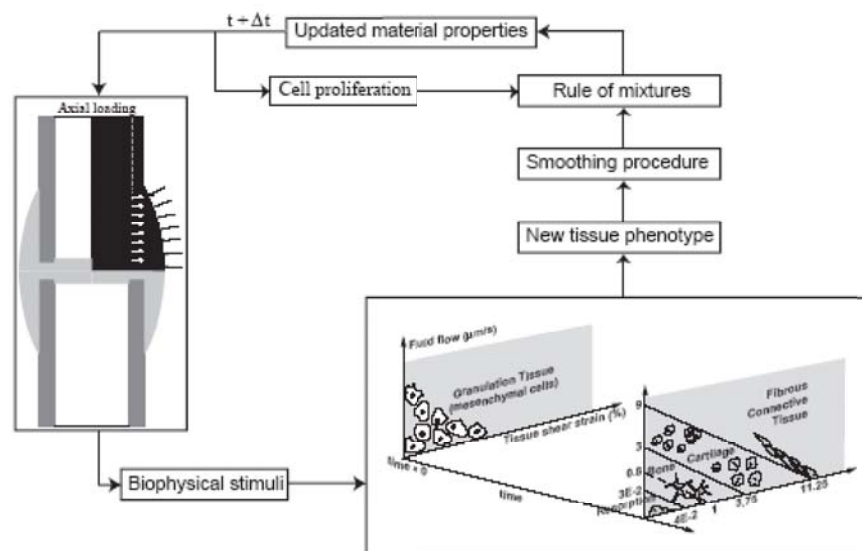 t + Δt
Updated material properties
Cell proliferation
Rule of mixtures
Axial loading
Smoothing procedure
New tissue phenotype
Fluid flow (μm/s)
Granulation Tissue
(mesenchymal cells)
Tissue shear strain (%)
time = 0
time
9
3
0.8
3E-2
Fibrous
Connective
Tissue
Cartilage
Bone
Resorption
4E-2
1
3.75
11.25
Biophysical stimuli